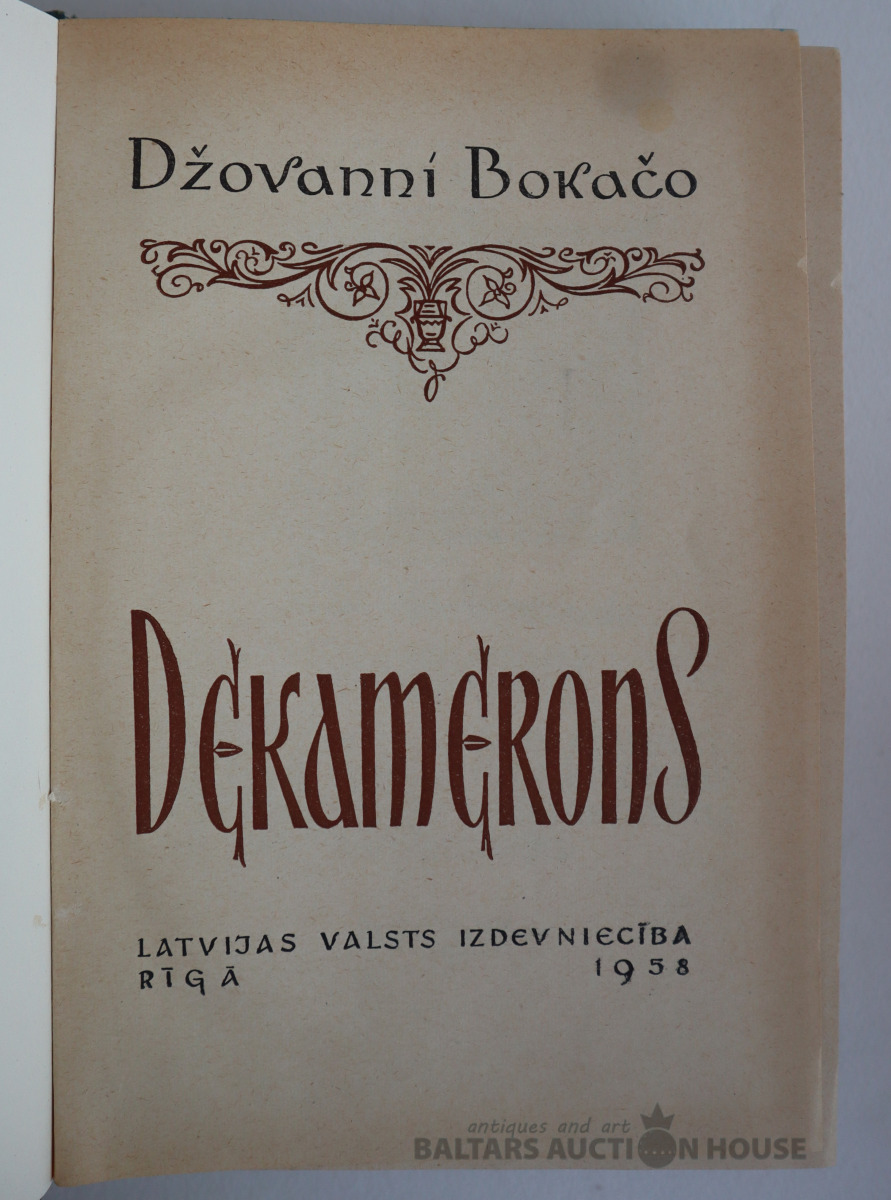 Džovanni Bokačo
DEKAMERONS
LATVIJAS VALSTS IZDEVNIECĪBA
RĪGĀ 1958
antiques and art
BALTARS AUCTION HOUSE